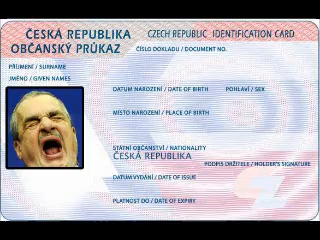 ČESKÁ REPUBLIKA
CZECH REPUBLIC IDENTIFICATION CARD
OBČANSKÝ PRŮKAZ
ČÍSLO DOKLADU / DOCUMENT NO.
PŘÍJMENÍ / SURNAME
JMÉNO / GIVEN NAMES
DATUM NAROZENÍ / DATE OF BIRTH POHLAVÍ / SEX
MÍSTO NAROZENÍ / PLACE OF BIRTH
STÁTNÍ OBČANSTVÍ / NATIONALITY
ČESKÁ REPUBLIKA
PODPIS DRŽITELE / HOLDER'S SIGNATURE
DATUM VYDÁNÍ / DATE OF ISSUE
CZ
PLATNOST DO / DATE OF EXPIRY